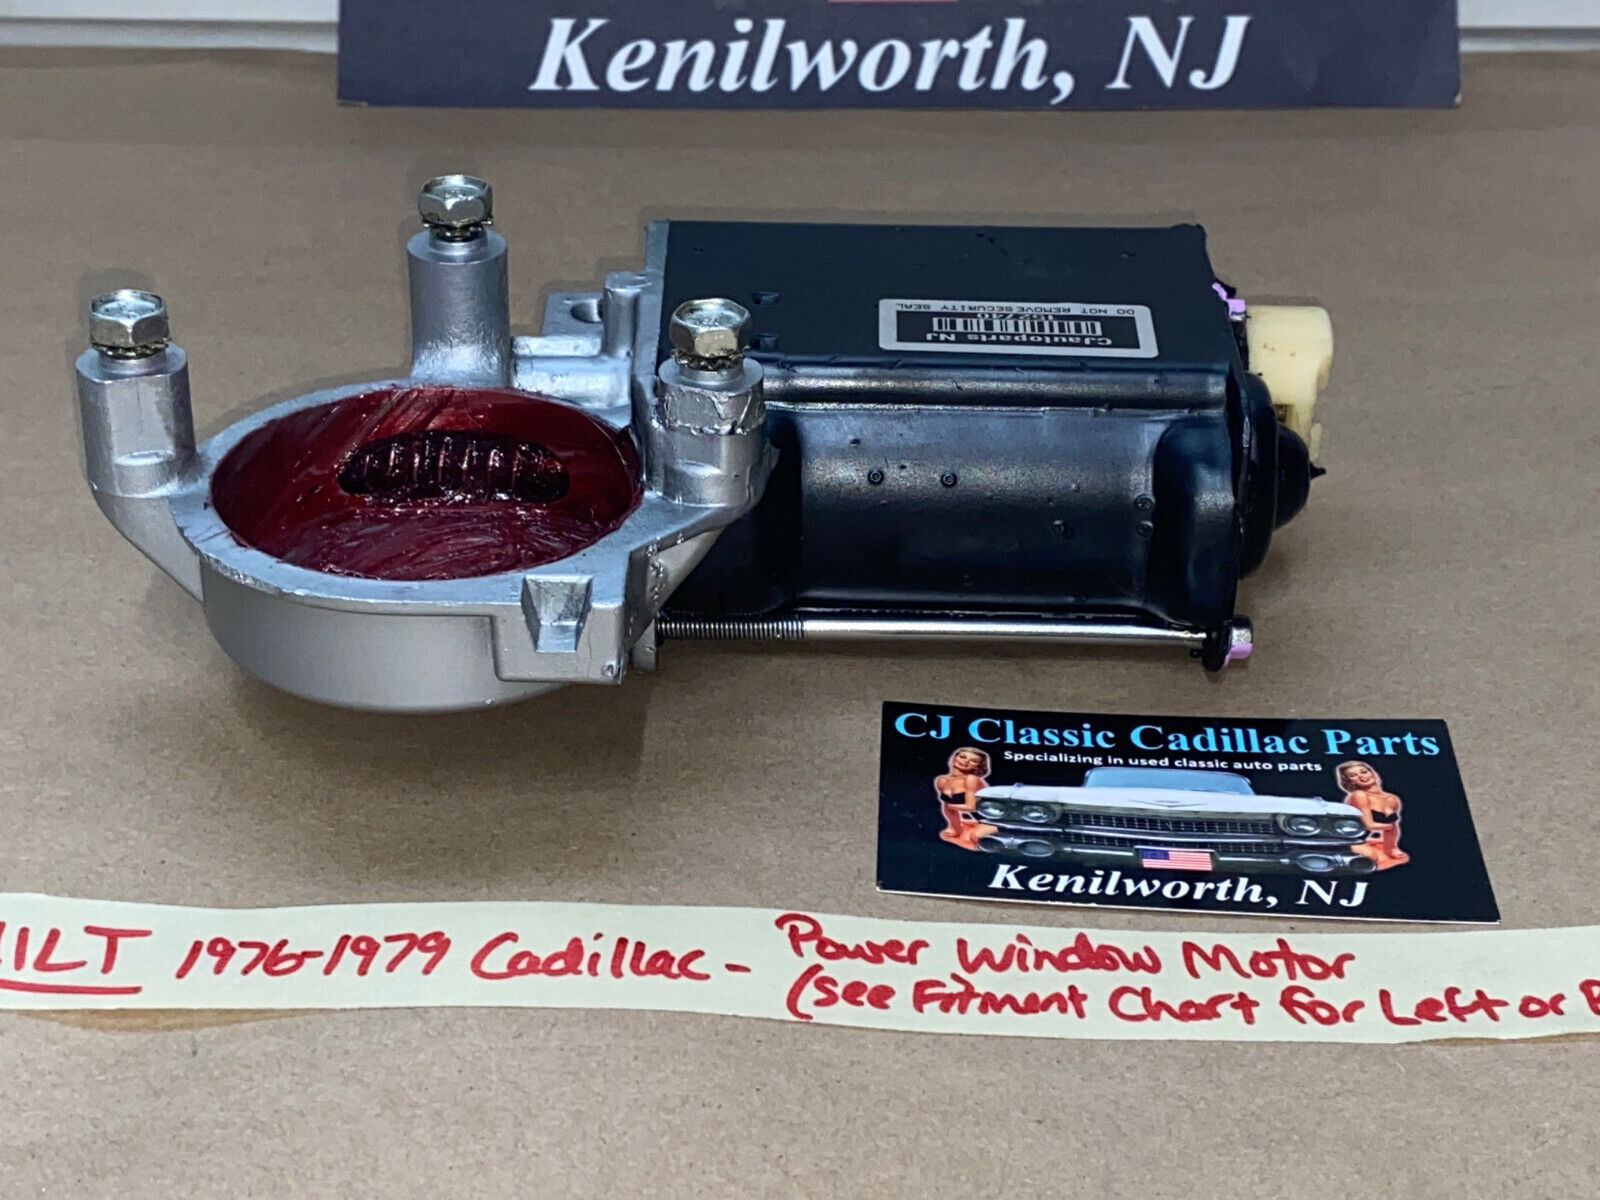 Kenilworth, NJ
CJautoparts NJ
DO NOT REMOVE SECURITY SEAL
CJ Classic Cadillac Parts
Specializing in used classic auto parts
Kenilworth, NJ
ILT 1976-1979 Cadillac - Power Window Motor
(See Fitment Chart for Left or